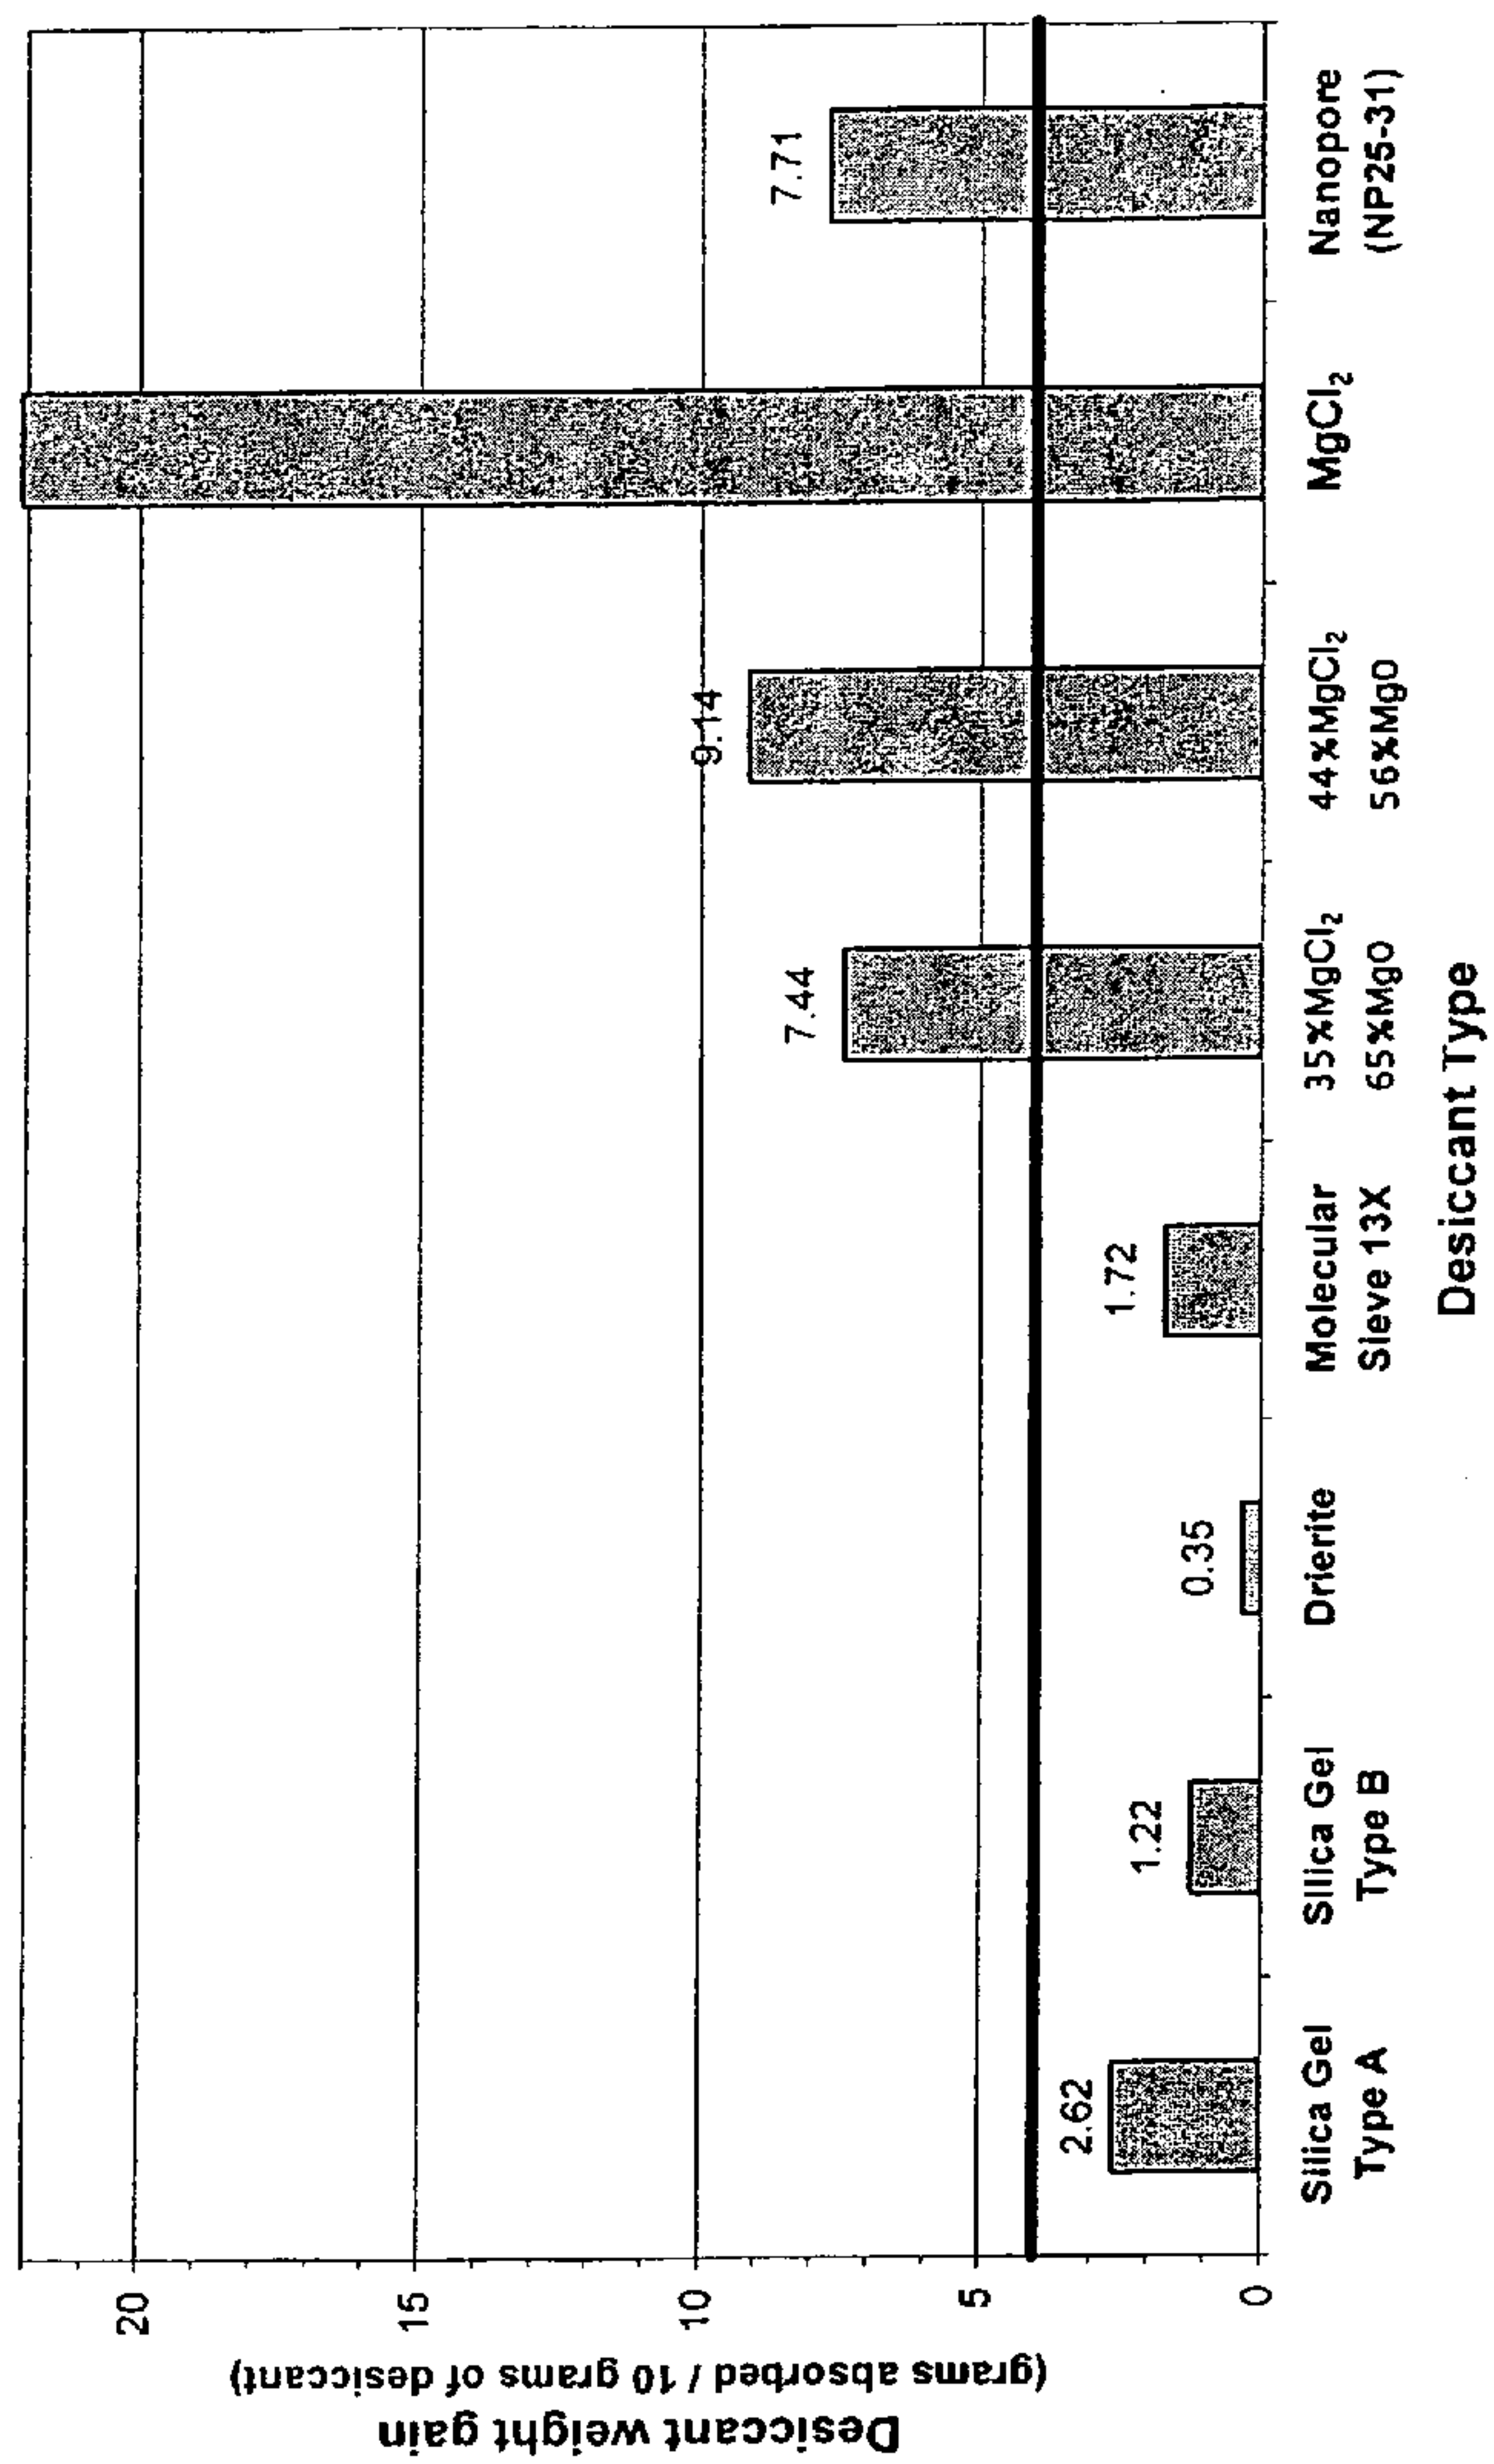 Desiccant weight gain
(grams absorbed / 10 grams of desiccant)
20
15
10
5
0
2.62
1.22
0.35
1.72
7.44
9.14
7.71
Silica Gel
Type A
Silica Gel
Type B
Drierite
Molecular
Sieve 13X
35%MgCl₂
65%MgO
44%MgCl₂
56%MgO
MgCl₂
Nanopore
(NP25-31)
Desiccant Type